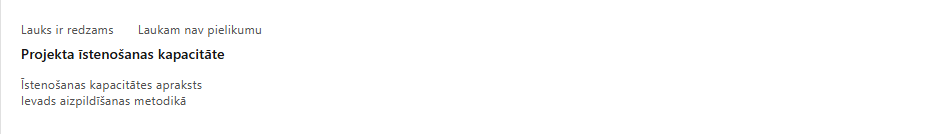 Lauks ir redzams Laukam nav pielikumu
Projekta īstenošanas kapacitāte
Īstenošanas kapacitātes apraksts
Ievads aizpildīšanas metodikā